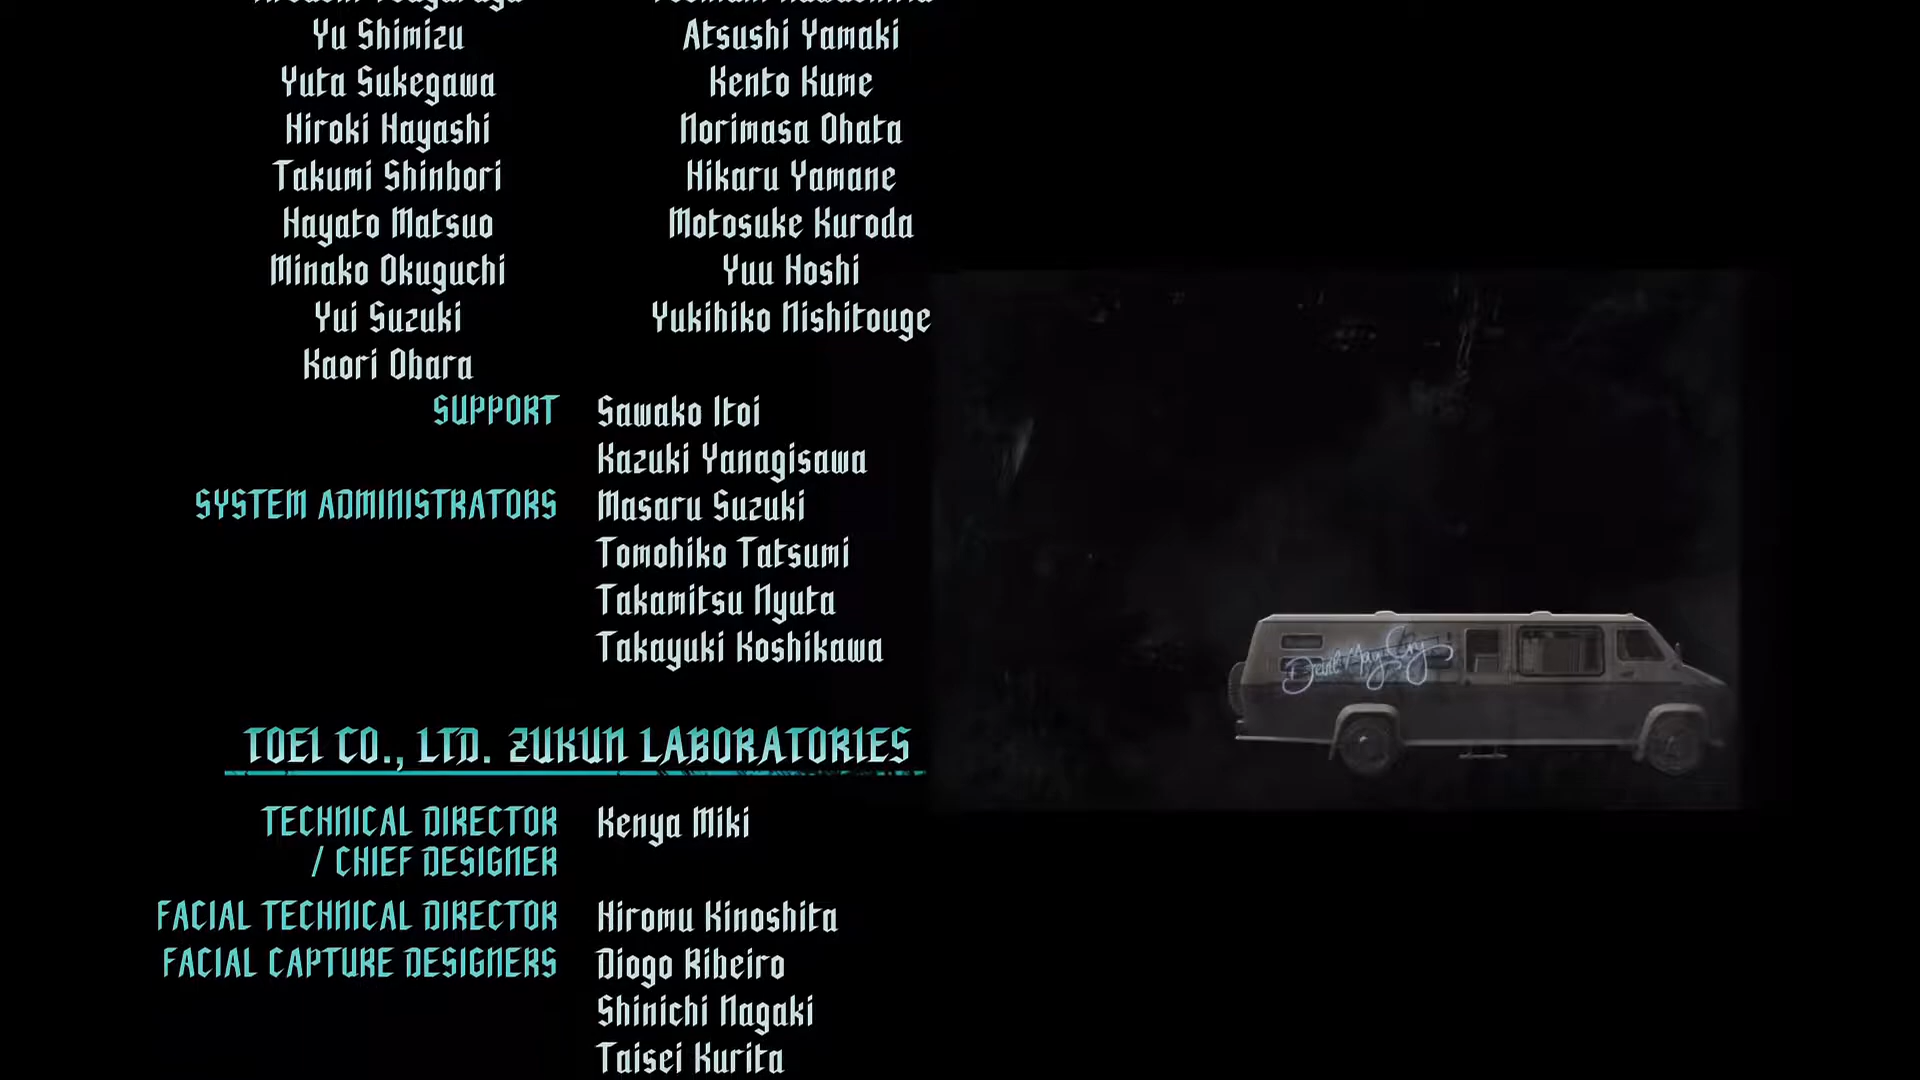 Yu Shimizu Atsushi Yamaki
Yuta Sukegawa Kento Kume
Hiroki Hayashi Norimasa Ohata
Takumi Shinbori Hikaru Yamane
Hayato Matsuo Motosuke Kuroda
Minako Okuguchi Yuu Hoshi
Yui Suzuki Yukihiko Nishitouge
Kaori Obara
SUPPORT Sawako Itoi
Kazuki Yanagisawa
SYSTEM ADMINISTRATORS Masaru Suzuki
Tomohiko Tatsumi
Takamitsu Nyuta
Takayuki Koshikawa
Devil May Cry
TOEI CO., LTD. ZUKUN LABORATORIES
TECHNICAL DIRECTOR Kenya Miki
/ CHIEF DESIGNER
FACIAL TECHNICAL DIRECTOR Hiromu Kinoshita
FACIAL CAPTURE DESIGNERS Diogo Ribeiro
Shinichi Nagaki
Taisei Kurita